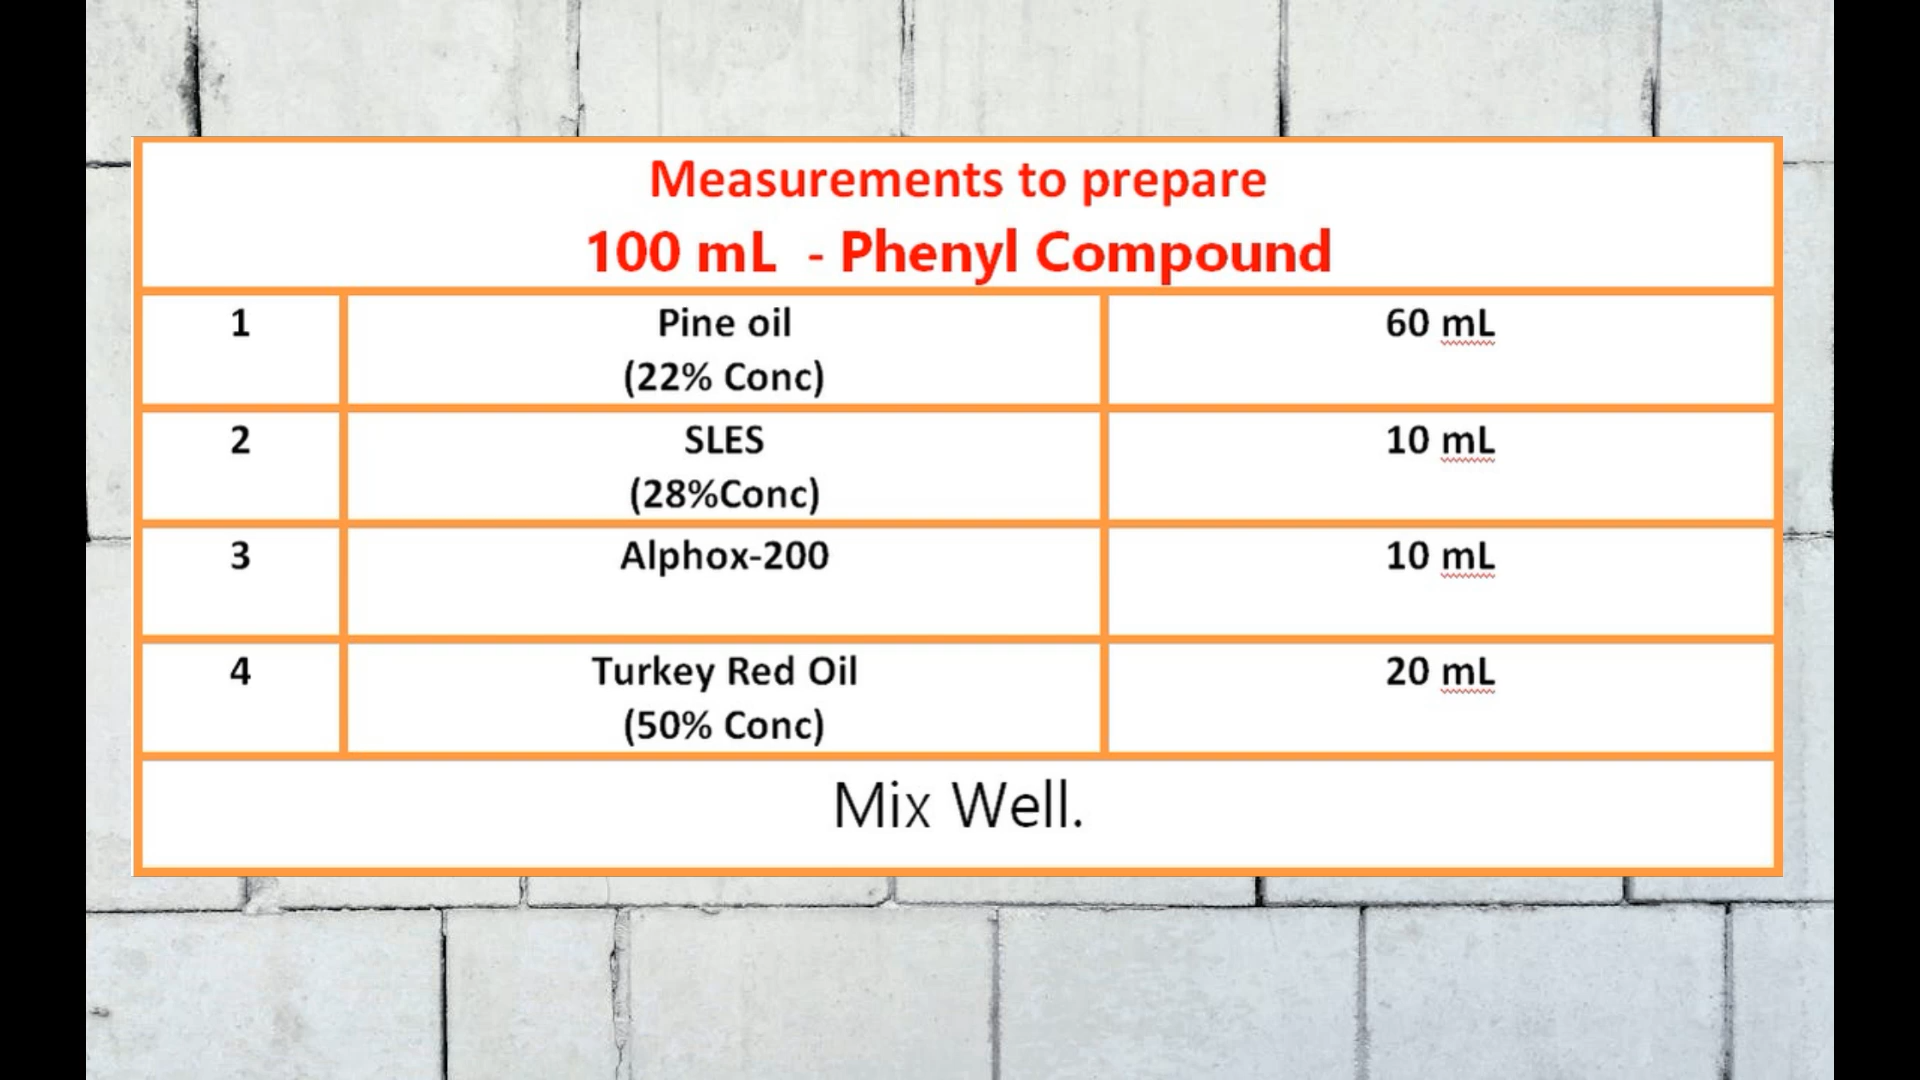 Measurements to prepare
100 mL - Phenyl Compound
1
Pine oil
(22% Conc)
60 mL
2
SLES
(28%Conc)
10 mL
3
Alphox-200
10 mL
4
Turkey Red Oil
(50% Conc)
20 mL
Mix Well.